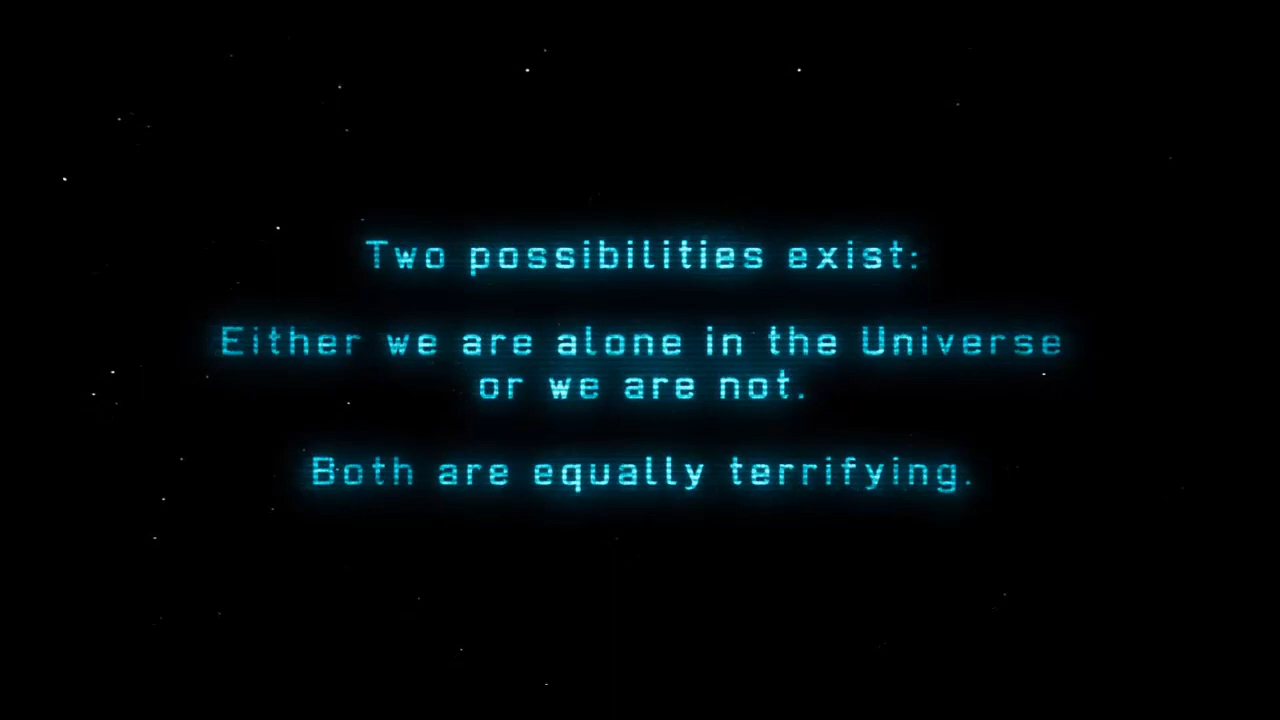 Two possibilities exist:
Either we are alone in the Universe
or we are not.
Both are equally terrifying.